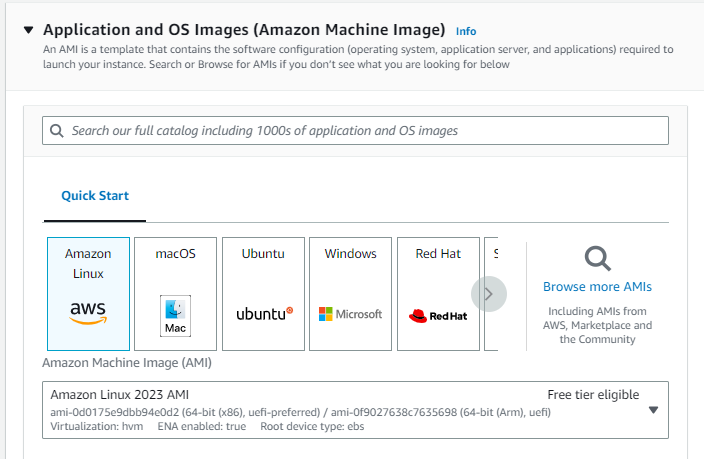 Application and OS Images (Amazon Machine Image) Info
An AMI is a template that contains the software configuration (operating system, application server, and applications) required to
launch your instance. Search or Browse for AMIs if you don't see what you are looking for below
Search our full catalog including 1000s of application and OS images
Quick Start
Amazon
Linux
aws
macOS
Mac
Ubuntu
ubuntu
Windows
Microsoft
Red Hat
Red Hat
S
Browse more AMIs
Including AMIs from
AWS, Marketplace and
the Community
Amazon Machine Image (AMI)
Amazon Linux 2023 AMI Free tier eligible
ami-0d0175e9dbb94e0d2 (64-bit (x86), uefi-preferred) / ami-0f9027638c7635698 (64-bit (Arm), uefi)
Virtualization: hvm ENA enabled: true Root device type: ebs